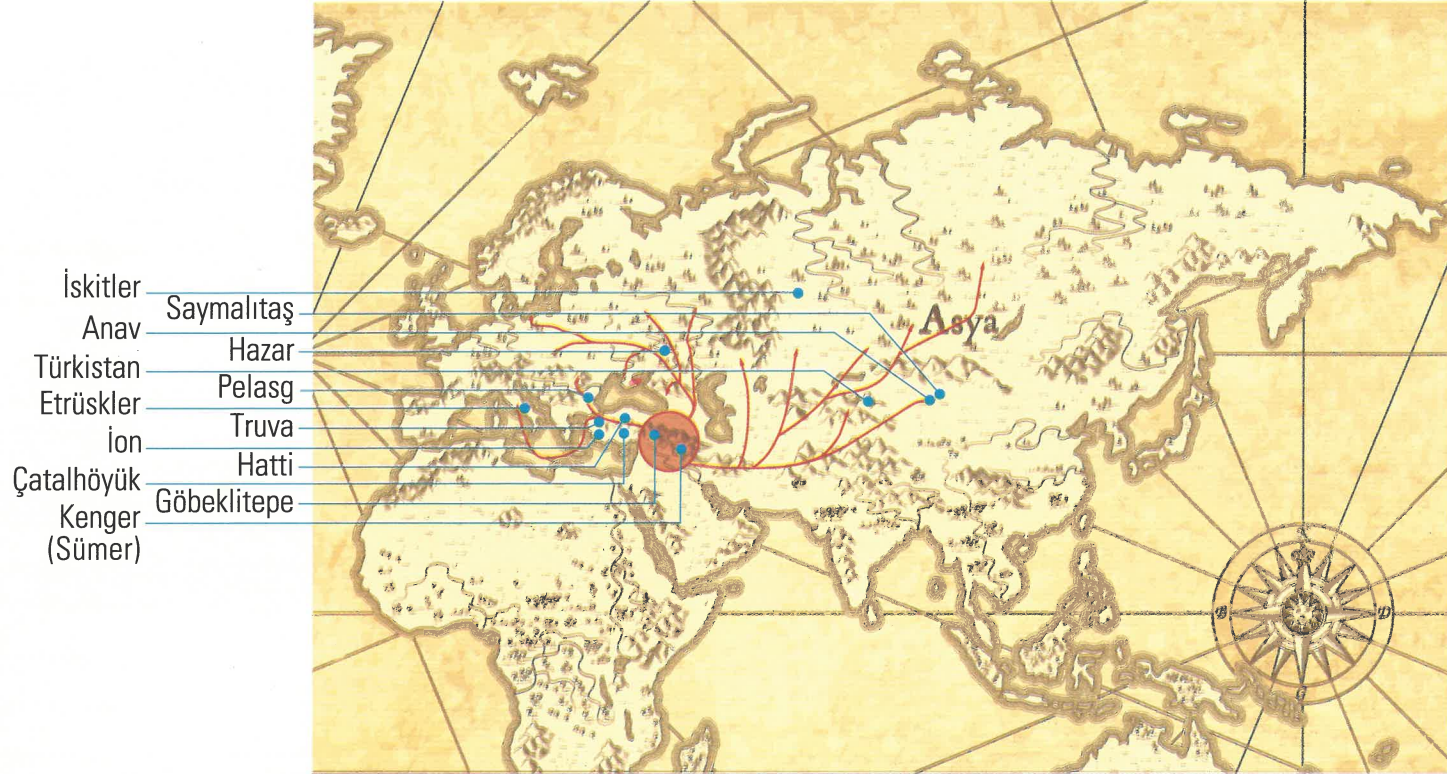 İskitler
Saymalıtaş
Anav
Hazar
Türkistan
Pelasg
Etrüskler
Truva
İon
Hatti
Çatalhöyük
Göbeklitepe
Kenger
(Sümer)
Asya
B
D
G